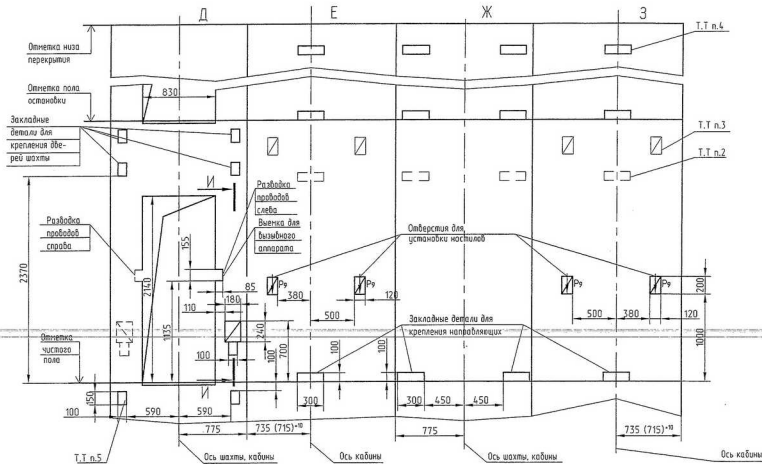 Д Е Ж З
Отметка низа
перекрытия
Т.Т п.4
Отметка пола
остановки
830
Закладные
детали для
крепления две-
рей шахты
Т.Т п.3
Т.Т п.2
И
Разводка
проводов
слева
Выемка для
вызывного
аппарата
Разводка
проводов
справа
155
Отверстия для
установки настилов
2370
2140
1135
85
180
110
Р9 Р9 Р9 Р9
380
120
500
500
380
120
200
1000
240
700
Закладные детали для
крепления направляющих
Отметка
чистого
пола
100
100
100
100
И
150
100
590
590
300
300
450
450
775
735 (715)+10
775
735 (715)+10
Т.Т п.5
Ось шахты, кабины
Ось кабины
Ось шахты, кабины
Ось кабины